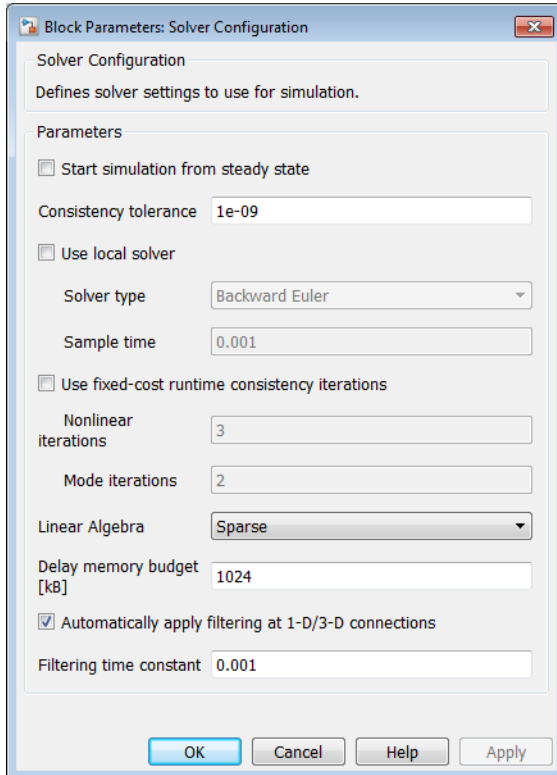 Block Parameters: Solver Configuration
Solver Configuration
Defines solver settings to use for simulation.
Parameters
Start simulation from steady state
Consistency tolerance 1e-09
Use local solver
Solver type Backward Euler
Sample time 0.001
Use fixed-cost runtime consistency iterations
Nonlinear
iterations 3
Mode iterations 2
Linear Algebra Sparse
Delay memory budget
[kB] 1024
Automatically apply filtering at 1-D/3-D connections
Filtering time constant 0.001
OK Cancel Help Apply